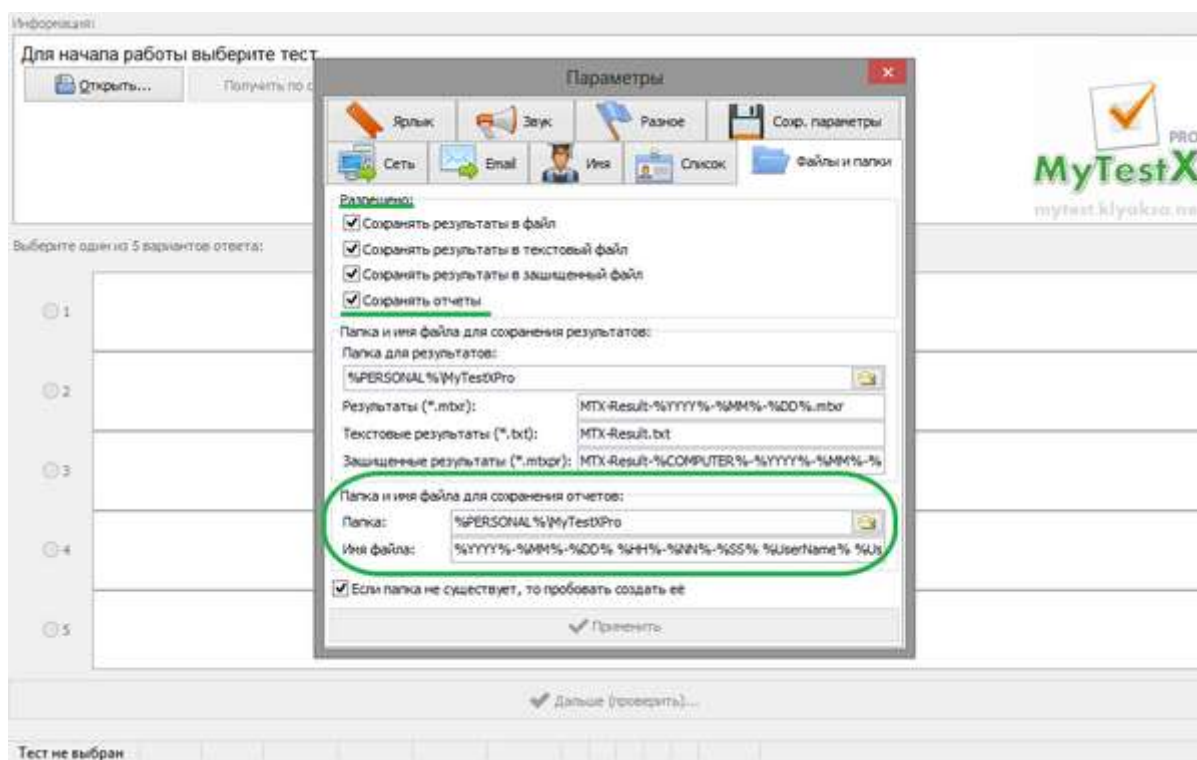 Информация:
Для начала работы выберите тест
Открыть...
Получить по с
PRO
MyTestX
mytest.klyaksa.ne
Параметры
Ярлык
Звук
Разное
Сохр. параметры
Сеть
Email
Имя
Список
Файлы и папки
Разрешено:
Сохранять результаты в файл
Сохранять результаты в текстовый файл
Сохранять результаты в защищенный файл
Сохранять отчеты
Папка и имя файла для сохранения результатов:
Папка для результатов:
%PERSONAL%\MyTestXPro
Результаты (*.mtxr): MTX-Result-%YYYY%-%MM%-%DD%.mtxr
Текстовые результаты (*.txt): MTX-Result.txt
Защищенные результаты (*.mtxpr): MTX-Result-%COMPUTER%-%YYYY%-%MM%-%
Папка и имя файла для сохранения отчетов:
Папка: %PERSONAL%\MyTestXPro
Имя файла: %YYYY%-%MM%-%DD% %HH%-%NN%-%SS% %UserName% %Us
Если папка не существует, то пробовать создать её
Применить
Выберите один из 5 вариантов ответа:
1
2
3
4
5
Дальше (проверить)...
Тест не выбран